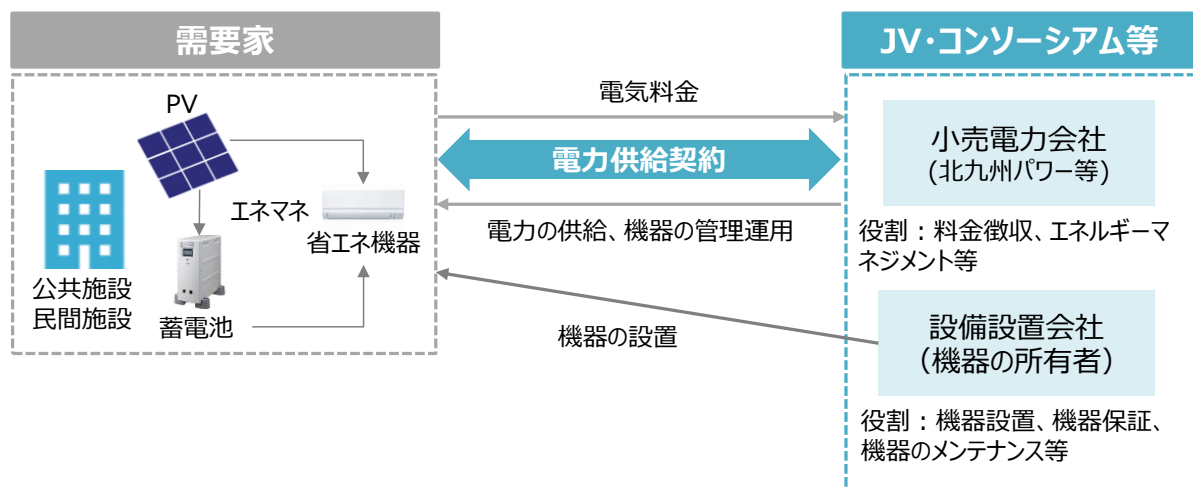 需要家
PV
エネマネ
省エネ機器
公共施設
民間施設
蓄電池
電気料金
電力供給契約
電力の供給、機器の管理運用
機器の設置
JV・コンソーシアム等
小売電力会社
(北九州パワー等)
役割：料金徴収、エネルギーマ
ネジメント等
設備設置会社
(機器の所有者)
役割：機器設置、機器保証、
機器のメンテナンス等